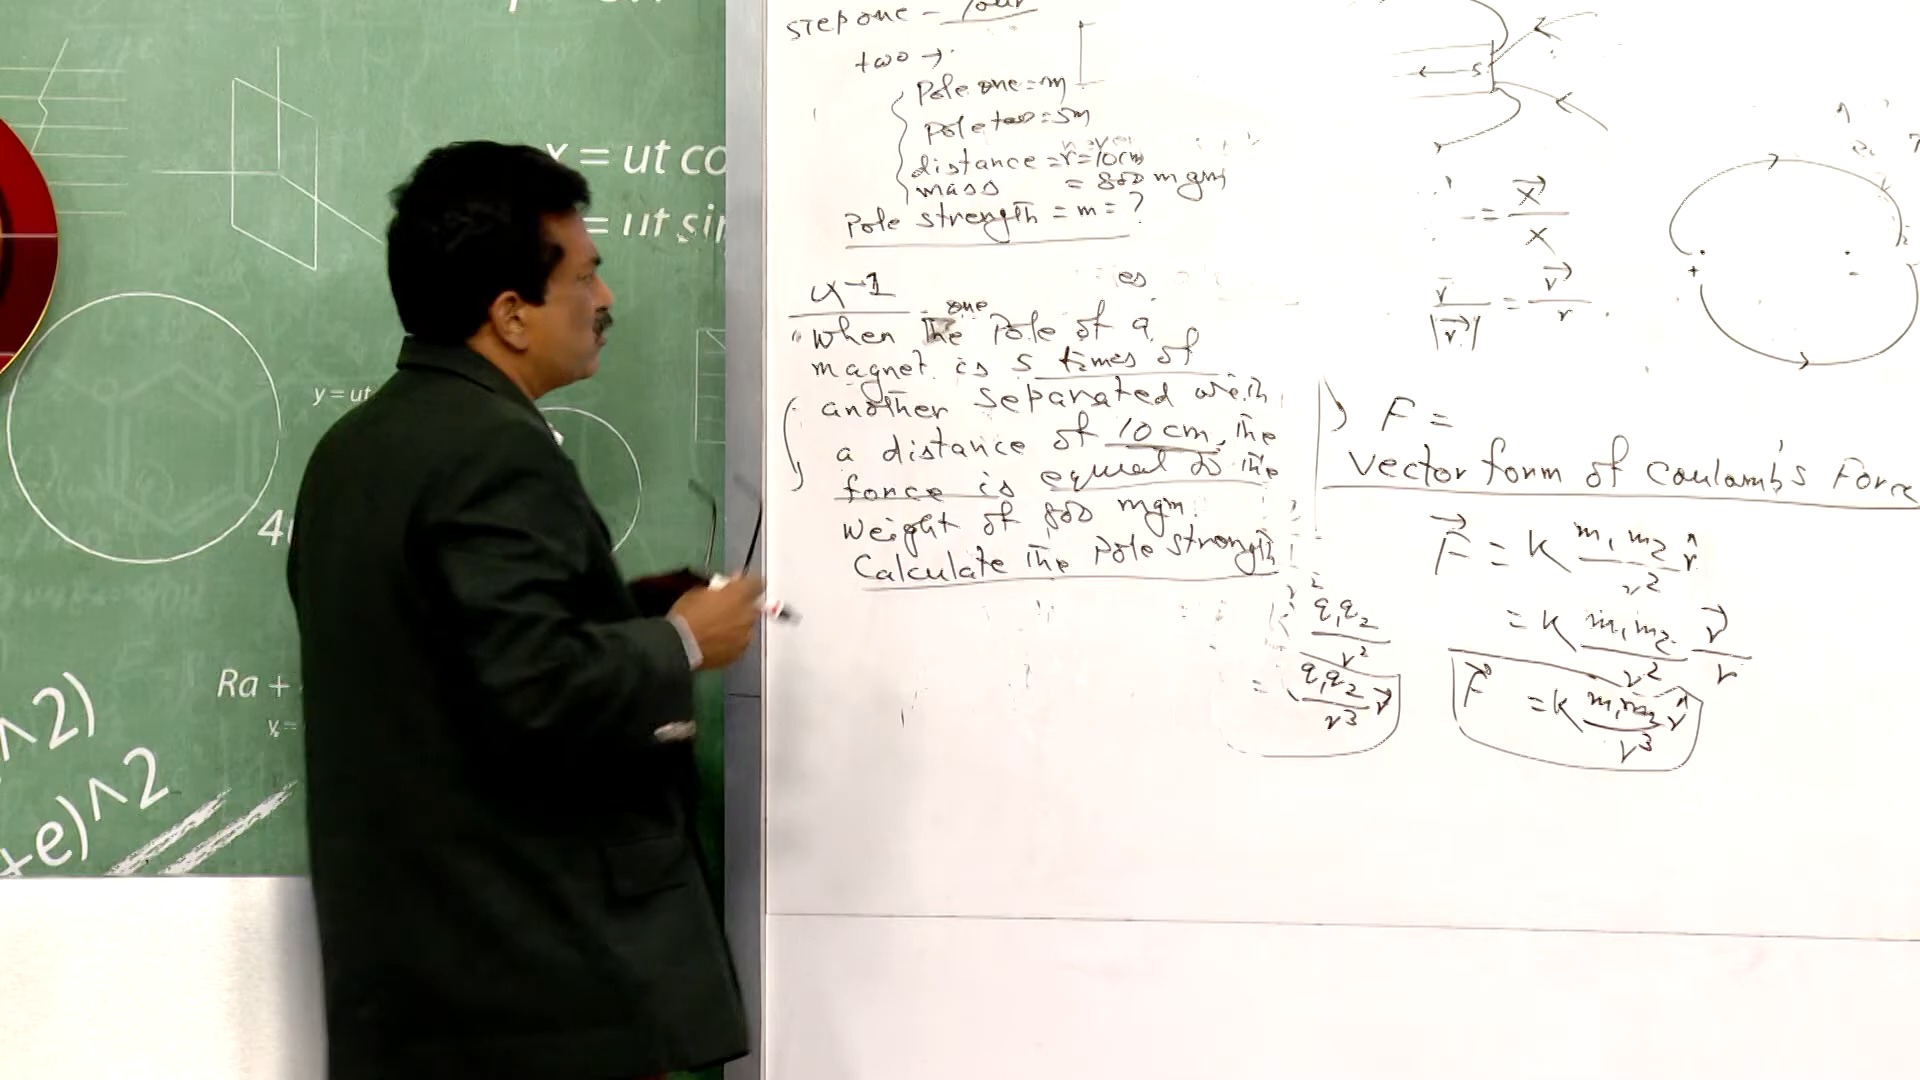 x = ut co
= ut sin
y = ut
4
Ra +
^2)
+e)^2
Step one - four
two →
Pole one = m
Pole two = 5m
distance = r = 10cm
mass = 800 mgm
Pole strength = m = ?
one
"When the Pole of a
magnet is 5 times of
another separated with
a distance of 10 cm, the
force is equal to the
weight of 800 mgm.
Calculate the Pole strength
S
= x⃗ / x
/ |r⃗| = r⃗ / r
+
-
F =
Vector form of Coulamb's Force
F⃗ = K m₁m₂ / r² r̂
= K m₁m₂ / r² r⃗ / r
F⃗ = K m₁m₂ / r³ r̂
K q₁q₂ / r²
= q₁q₂ / r³ r⃗